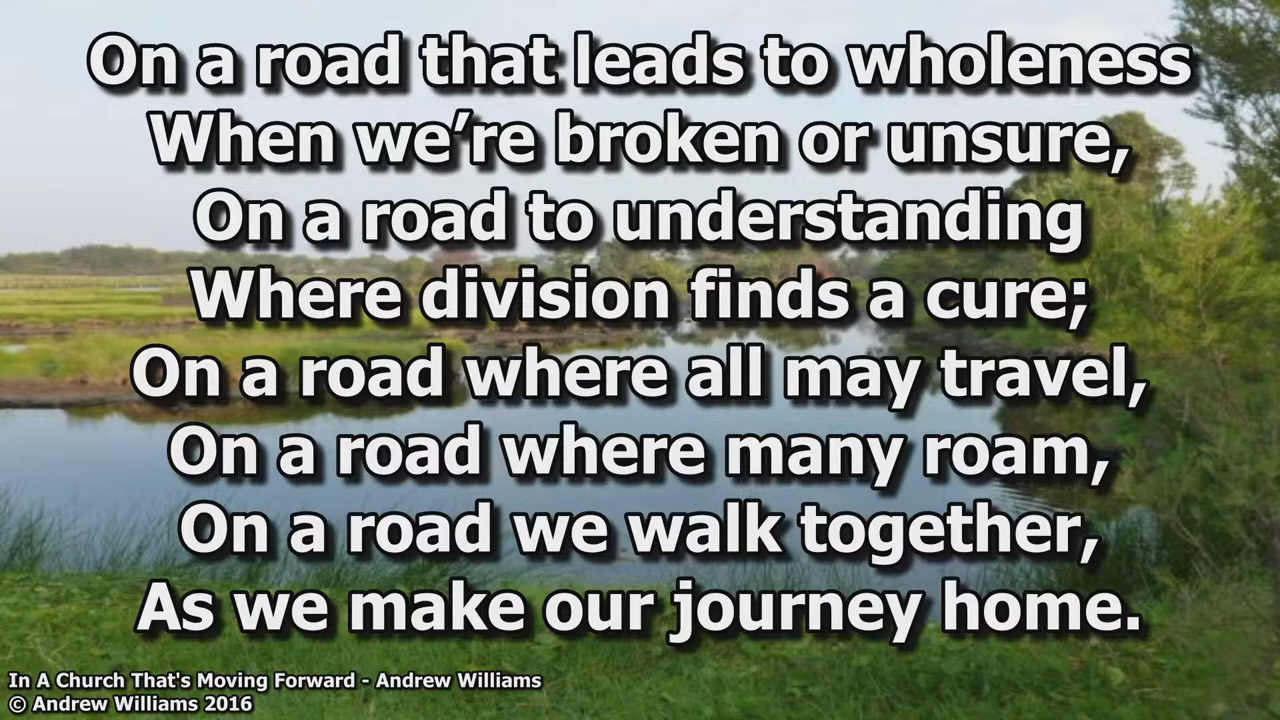 On a road that leads to wholeness
When we’re broken or unsure,
On a road to understanding
Where division finds a cure;
On a road where all may travel,
On a road where many roam,
On a road we walk together,
As we make our journey home.
In A Church That's Moving Forward - Andrew Williams
© Andrew Williams 2016